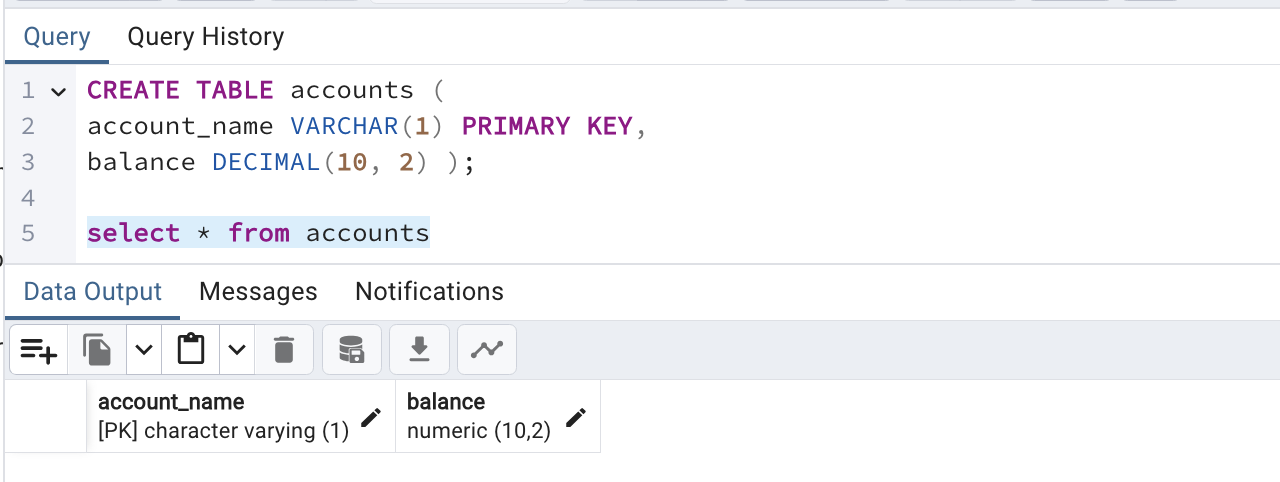 Query Query History
1 CREATE TABLE accounts (
2 account_name VARCHAR(1) PRIMARY KEY,
3 balance DECIMAL(10, 2) );
4
5 select * from accounts
Data Output Messages Notifications
account_name balance
[PK] character varying (1) numeric (10,2)